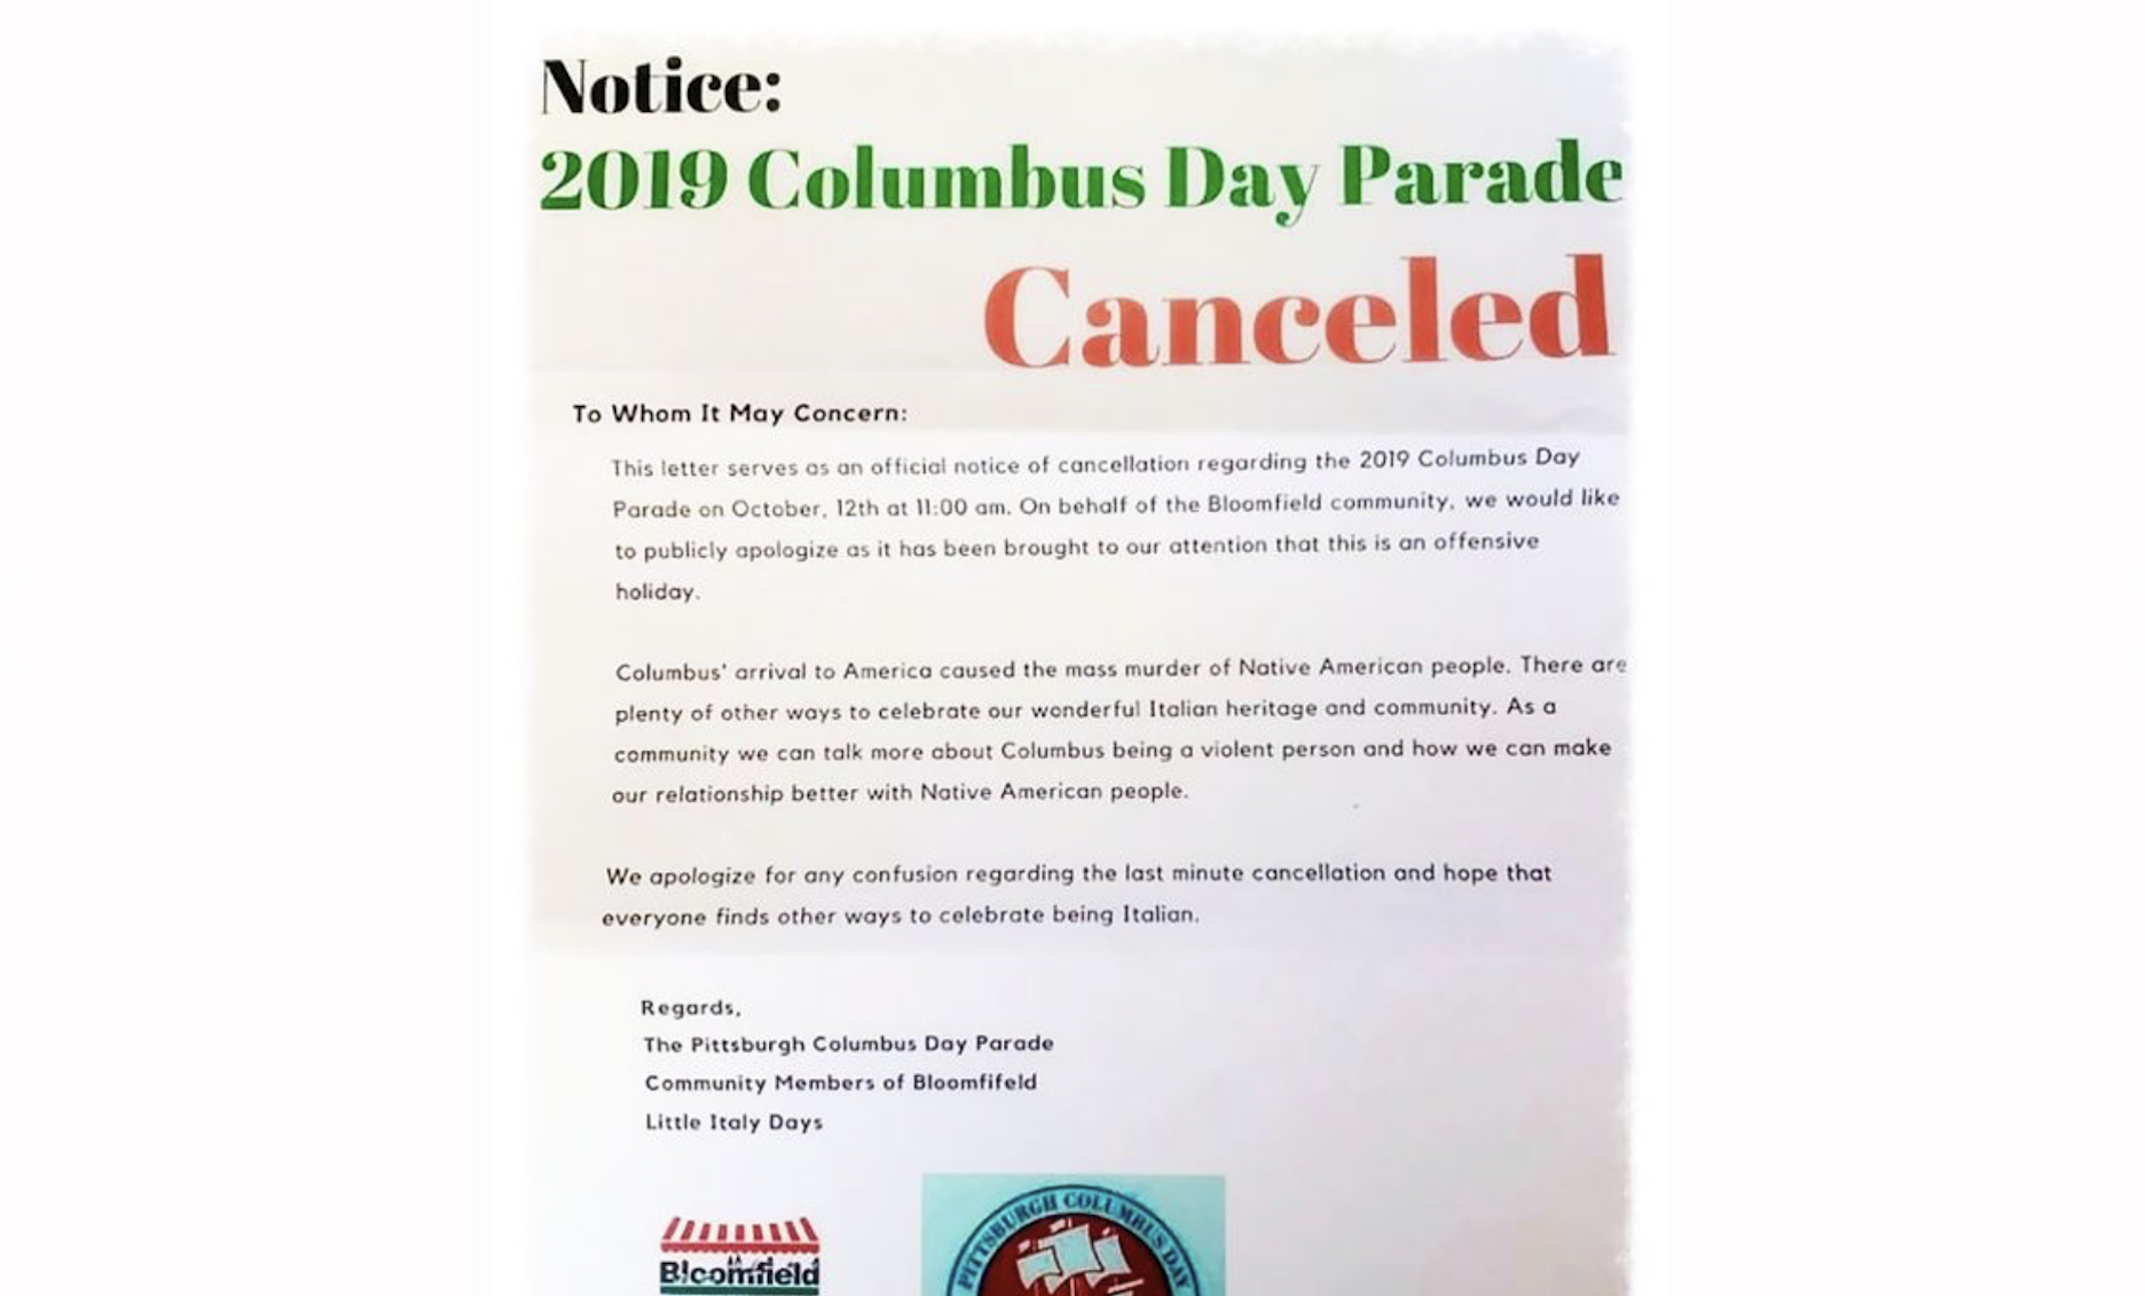 Notice:
2019 Columbus Day Parade
Canceled
To Whom It May Concern:
This letter serves as an official notice of cancellation regarding the 2019 Columbus Day
Parade on October, 12th at 11:00 am. On behalf of the Bloomfield community, we would like
to publicly apologize as it has been brought to our attention that this is an offensive
holiday.
Columbus' arrival to America caused the mass murder of Native American people. There are
plenty of other ways to celebrate our wonderful Italian heritage and community. As a
community we can talk more about Columbus being a violent person and how we can make
our relationship better with Native American people.
We apologize for any confusion regarding the last minute cancellation and hope that
everyone finds other ways to celebrate being Italian.
Regards,
The Pittsburgh Columbus Day Parade
Community Members of Bloomfifeld
Little Italy Days
Bloomfield
PITTSBURGH COLUMBUS DAY